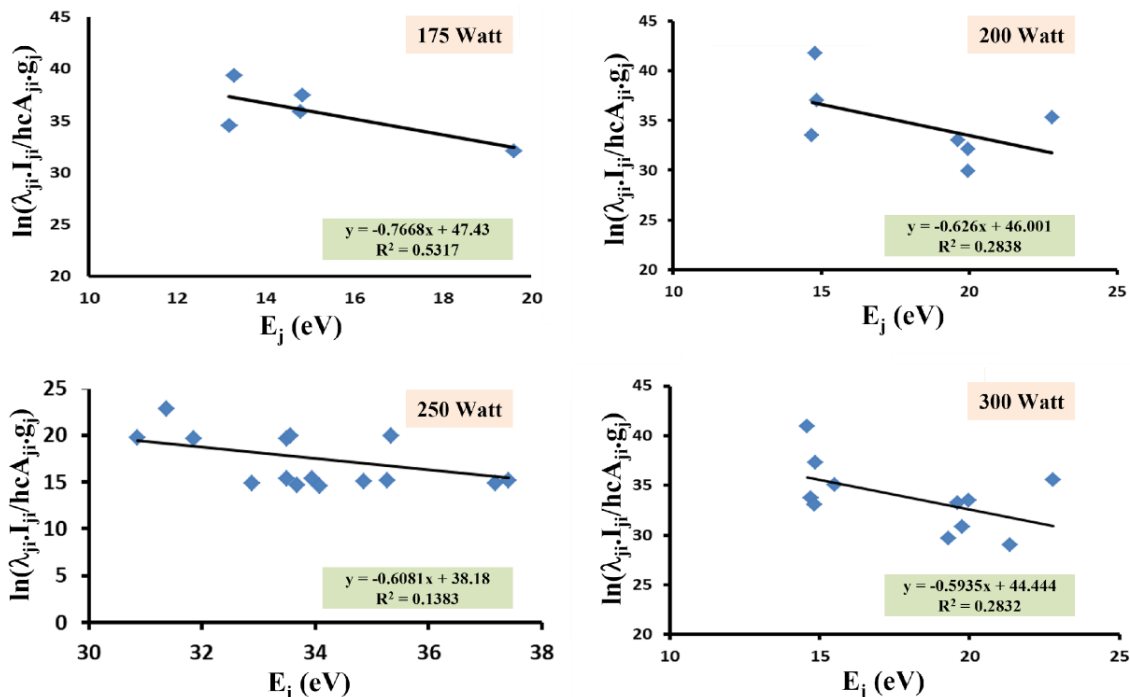 175 Watt
ln(λji.Iji/hcAji.gj)
45
40
35
30
25
20
y = -0.7668x + 47.43
R² = 0.5317
10
12
14
16
18
20
Ej (eV)
200 Watt
ln(λji.Iji/hcAji.gj)
45
40
35
30
25
20
y = -0.626x + 46.001
R² = 0.2838
10
15
20
25
Ej (eV)
250 Watt
ln(λji.Iji/hcAji.gj)
25
20
15
10
5
0
y = -0.6081x + 38.18
R² = 0.1383
30
32
34
36
38
Ej (eV)
300 Watt
ln(λji.Iji/hcAji.gj)
45
40
35
30
25
20
y = -0.5935x + 44.444
R² = 0.2832
10
15
20
25
Ej (eV)